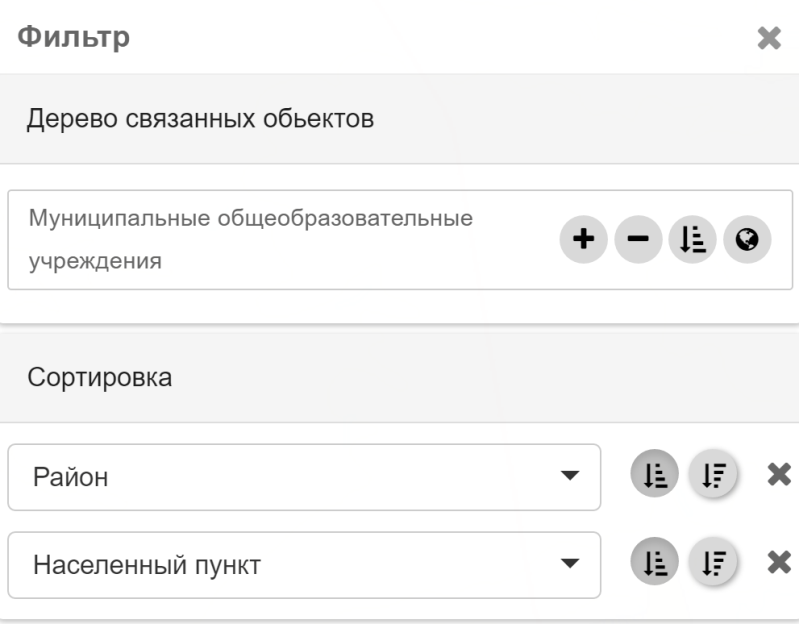 Фильтр
Дерево связанных обьектов
Муниципальные общеобразовательные
учреждения
Сортировка
Район
Населенный пункт